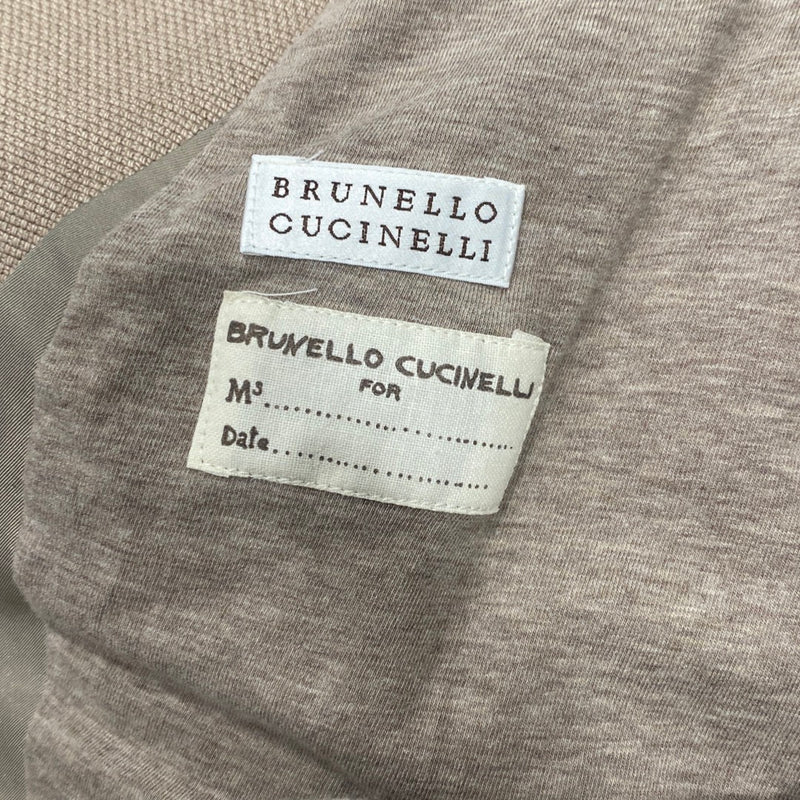 BRUNELLO
CUCINELLI
BRUNELLO CUCINELLI
FOR
Ms......................
Date......................